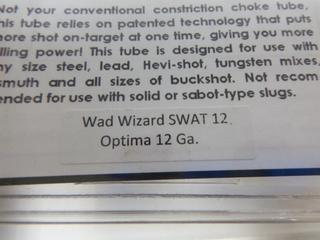 Not your conventional constriction choke tube,
this tube relies on patented technology that puts
more shot on-target at one time, giving you more
lling power! This tube is designed for use with
ny size steel, lead, Hevi-shot, tungsten mixes,
smuth and all sizes of buckshot. Not recom
ended for use with solid or sabot-type slugs.
Wad Wizard SWAT 12
Optima 12 Ga.